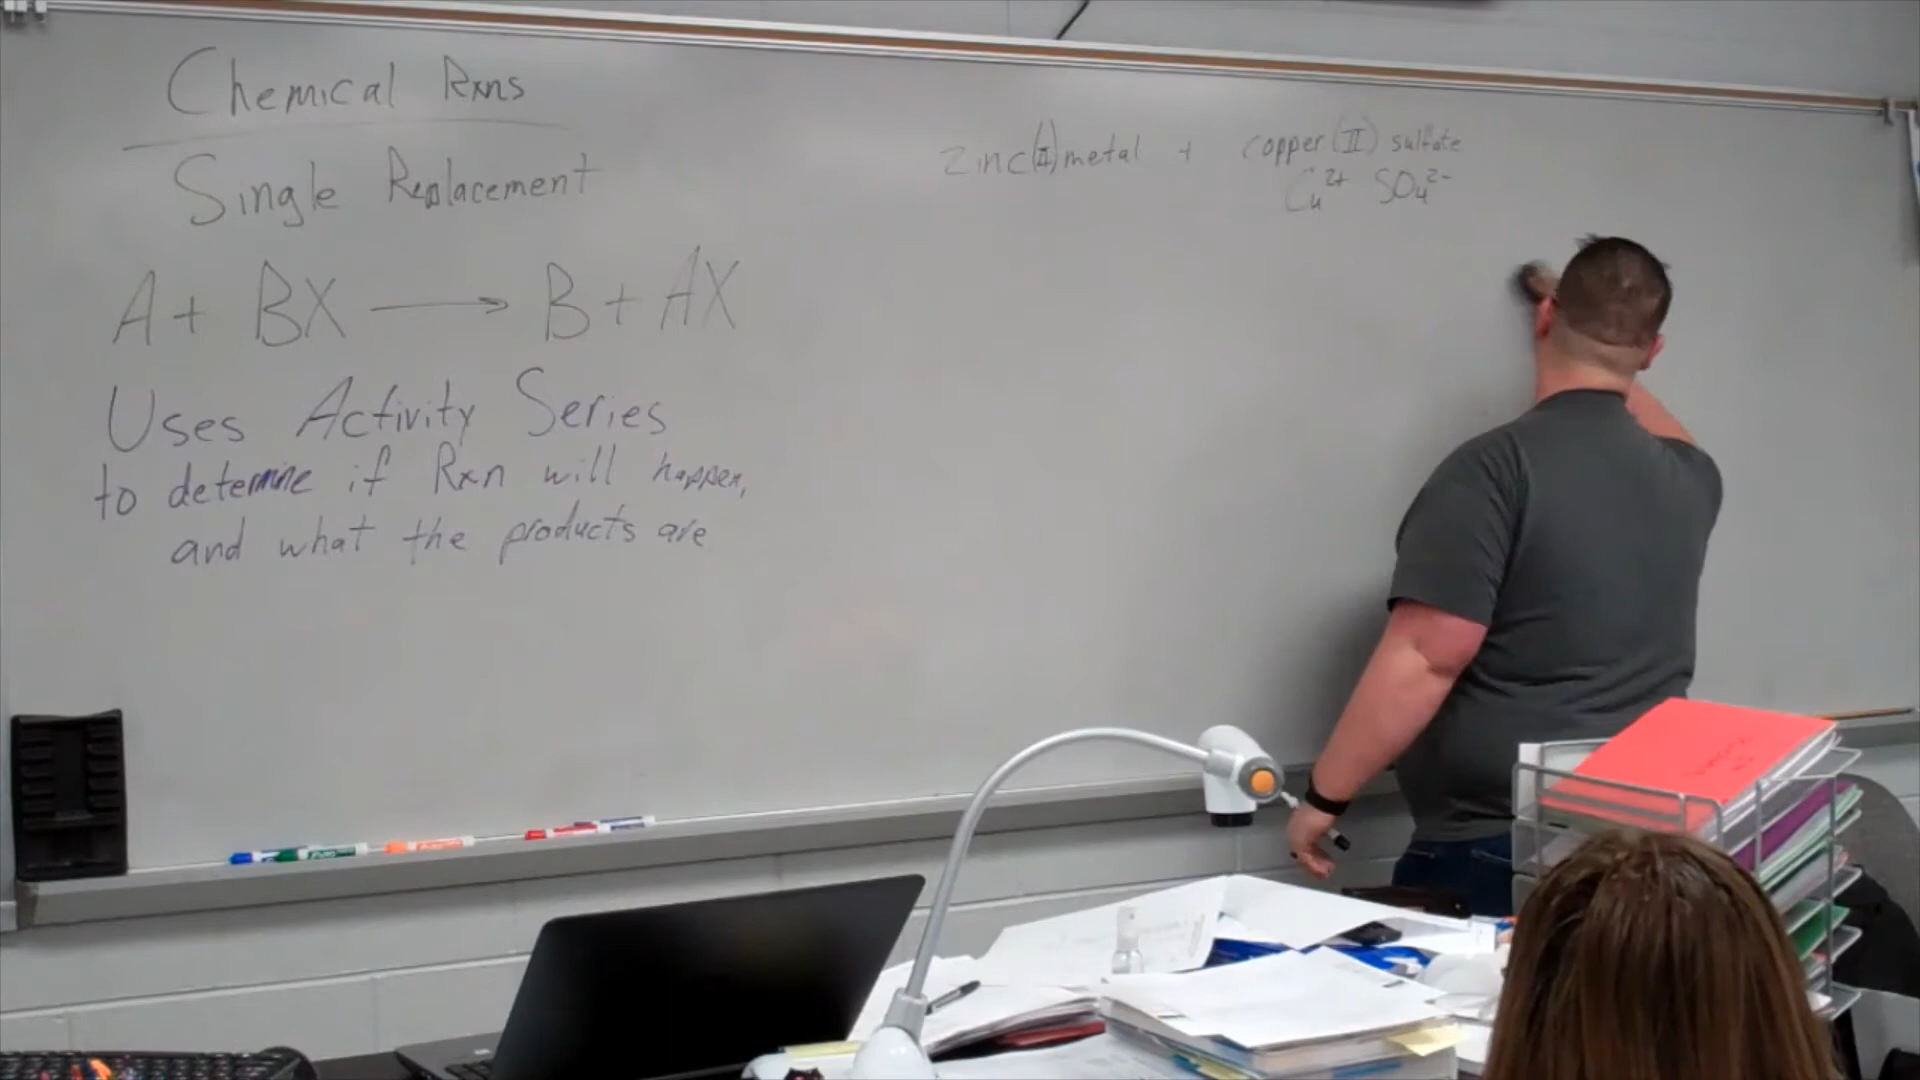 Chemical Rxns
Single Replacement
A + BX → B + AX
Uses Activity Series
to determine if Rxn will happen,
and what the products are
zinc(II) metal + copper(II) sulfate
Cu²⁺ SO₄²⁻